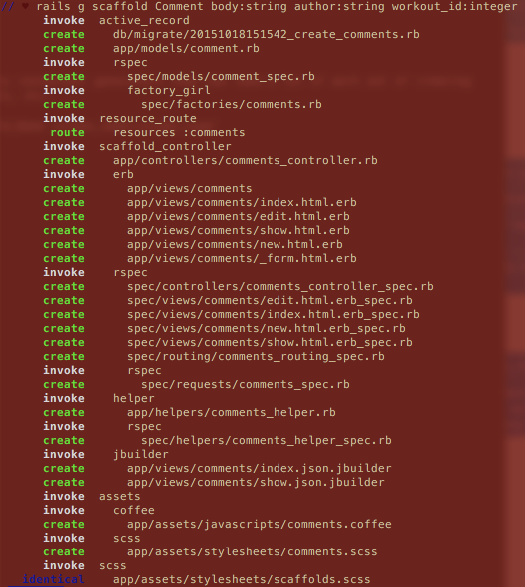 // ♥ rails g scaffold Comment body:string author:string workout_id:integer
invoke active_record
create db/migrate/20151018151542_create_comments.rb
create app/models/comment.rb
invoke rspec
create spec/models/comment_spec.rb
invoke factory_girl
create spec/factories/comments.rb
invoke resource_route
route resources :comments
invoke scaffold_controller
create app/controllers/comments_controller.rb
invoke erb
create app/views/comments
create app/views/comments/index.html.erb
create app/views/comments/edit.html.erb
create app/views/comments/show.html.erb
create app/views/comments/new.html.erb
create app/views/comments/_form.html.erb
invoke rspec
create spec/controllers/comments_controller_spec.rb
create spec/views/comments/edit.html.erb_spec.rb
create spec/views/comments/index.html.erb_spec.rb
create spec/views/comments/new.html.erb_spec.rb
create spec/views/comments/show.html.erb_spec.rb
create spec/routing/comments_routing_spec.rb
invoke rspec
create spec/requests/comments_spec.rb
invoke helper
create app/helpers/comments_helper.rb
invoke rspec
create spec/helpers/comments_helper_spec.rb
invoke jbuilder
create app/views/comments/index.json.jbuilder
create app/views/comments/show.json.jbuilder
invoke assets
invoke coffee
create app/assets/javascripts/comments.coffee
invoke scss
create app/assets/stylesheets/comments.scss
invoke scss
identical app/assets/stylesheets/scaffolds.scss